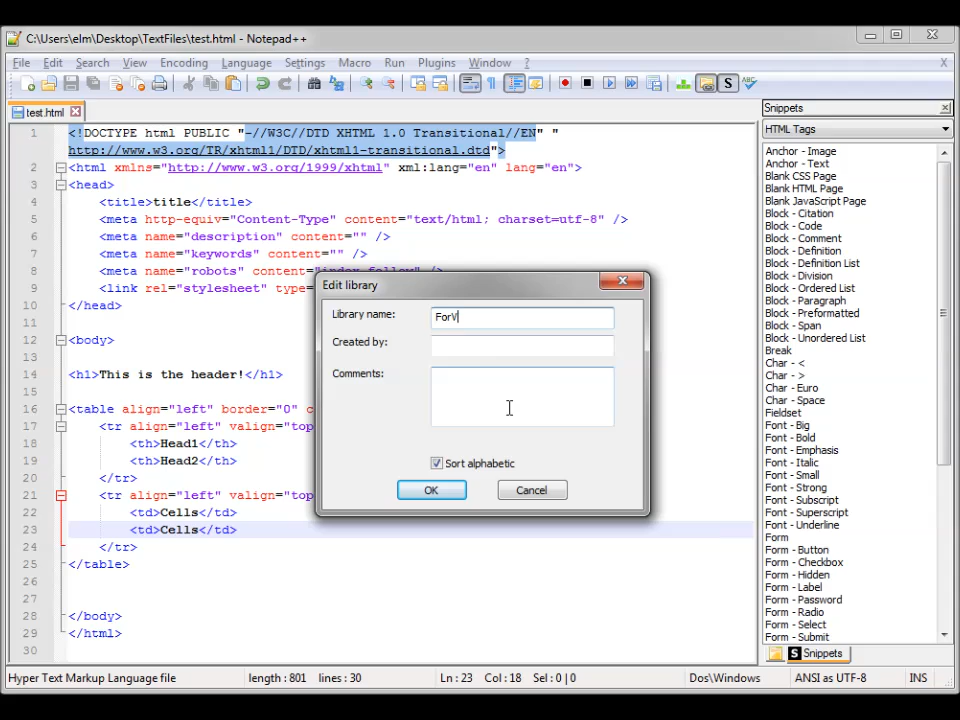 C:\Users\elm\Desktop\TextFiles\test.html - Notepad++
File Edit Search View Encoding Language Settings Macro Run Plugins Window ? X
test.html
Snippets
HTML Tags
1 <!DOCTYPE html PUBLIC "-//W3C//DTD XHTML 1.0 Transitional//EN" "
http://www.w3.org/TR/xhtml1/DTD/xhtml1-transitional.dtd">
2 <html xmlns="http://www.w3.org/1999/xhtml" xml:lang="en" lang="en">
3 <head>
4 <title>title</title>
5 <meta http-equiv="Content-Type" content="text/html; charset=utf-8" />
6 <meta name="description" content="" />
7 <meta name="keywords" content="" />
8 <meta name="robots" content="index,follow" />
9 <link rel="stylesheet" type=
10 </head>
11
12 <body>
13
14 <h1>This is the header!</h1>
15
16 <table align="left" border="0" c
17 <tr align="left" valign="top
18 <th>Head1</th>
19 <th>Head2</th>
20 </tr>
21 <tr align="left" valign="top
22 <td>Cells</td>
23 <td>Cells</td>
24 </tr>
25 </table>
26
27
28 </body>
29 </html>
30
Edit library
Library name: ForV
Created by:
Comments:
Sort alphabetic
OK Cancel
Anchor - Image
Anchor - Text
Blank CSS Page
Blank HTML Page
Blank JavaScript Page
Block - Citation
Block - Code
Block - Comment
Block - Definition
Block - Definition List
Block - Division
Block - Ordered List
Block - Paragraph
Block - Preformatted
Block - Span
Block - Unordered List
Break
Char - <
Char - >
Char - Euro
Char - Space
Fieldset
Font - Big
Font - Bold
Font - Emphasis
Font - Italic
Font - Small
Font - Strong
Font - Subscript
Font - Superscript
Font - Underline
Form
Form - Button
Form - Checkbox
Form - Hidden
Form - Label
Form - Password
Form - Radio
Form - Select
Form - Submit
S Snippets
Hyper Text Markup Language file length : 801 lines : 30 Ln : 23 Col : 18 Sel : 0 | 0 Dos\Windows ANSI as UTF-8 INS